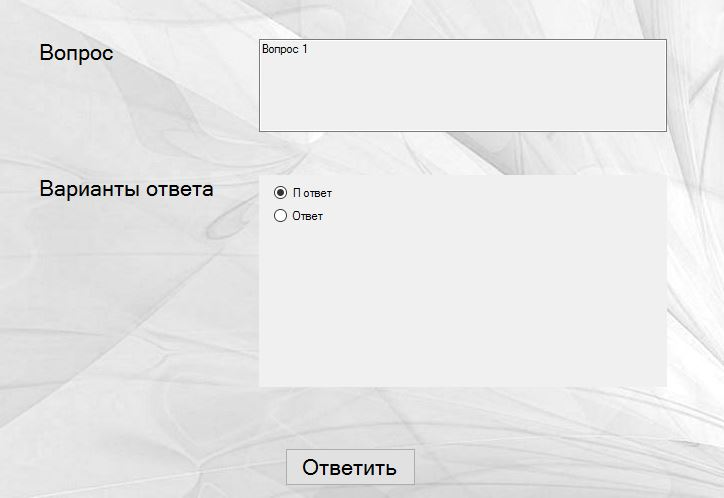 Вопрос
Вопрос 1
Варианты ответа
П ответ
Ответ
Ответить